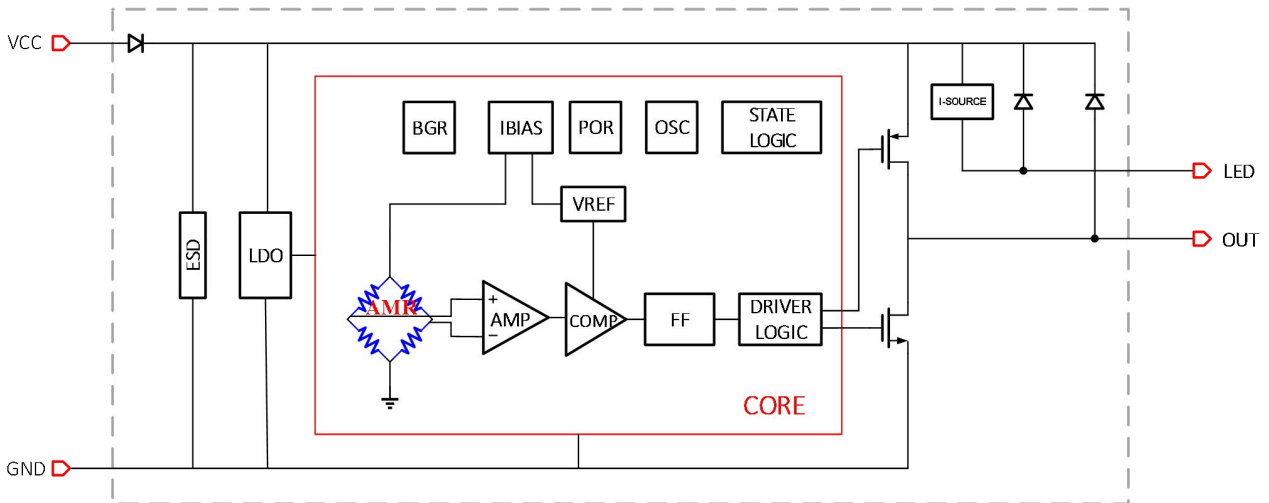 VCC
BGR
IBIAS
POR
OSC
STATE
LOGIC
I-SOURCE
LED
VREF
ESD
LDO
OUT
AMR
+
−
AMP
COMP
FF
DRIVER
LOGIC
CORE
GND